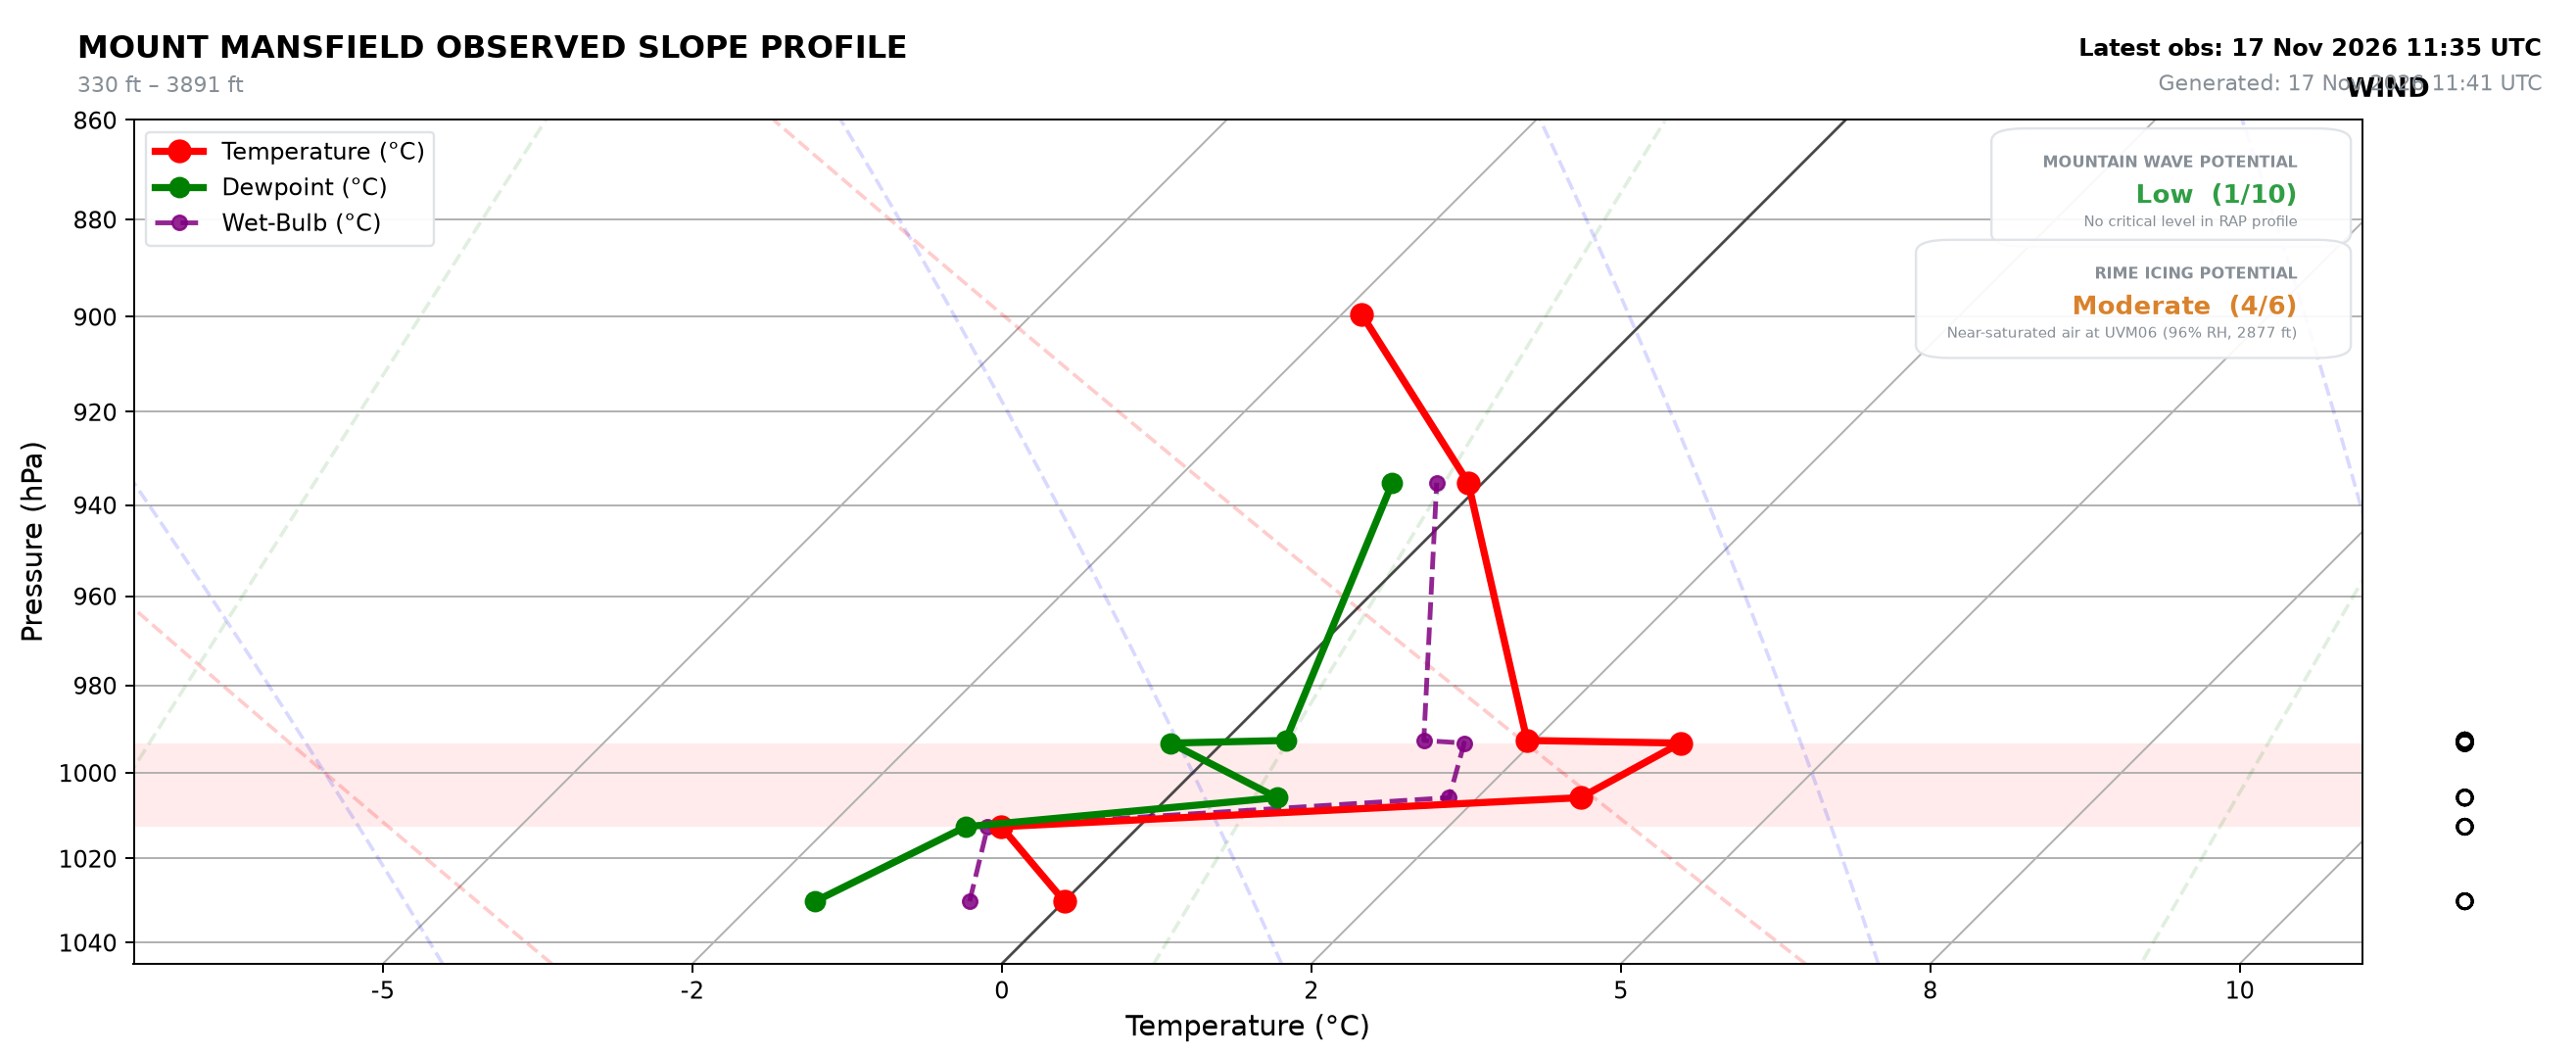 MOUNT MANSFIELD OBSERVED SLOPE PROFILE
330 ft – 3891 ft
Latest obs: 17 Nov 2026 11:35 UTC
Generated: 17 Nov 2026 11:41 UTC
WIND
Temperature (°C)
Dewpoint (°C)
Wet-Bulb (°C)
MOUNTAIN WAVE POTENTIAL
Low (1/10)
No critical level in RAP profile
RIME ICING POTENTIAL
Moderate (4/6)
Near-saturated air at UVM06 (96% RH, 2877 ft)
Pressure (hPa)
860
880
900
920
940
960
980
1000
1020
1040
-5
-2
0
2
5
8
10
Temperature (°C)